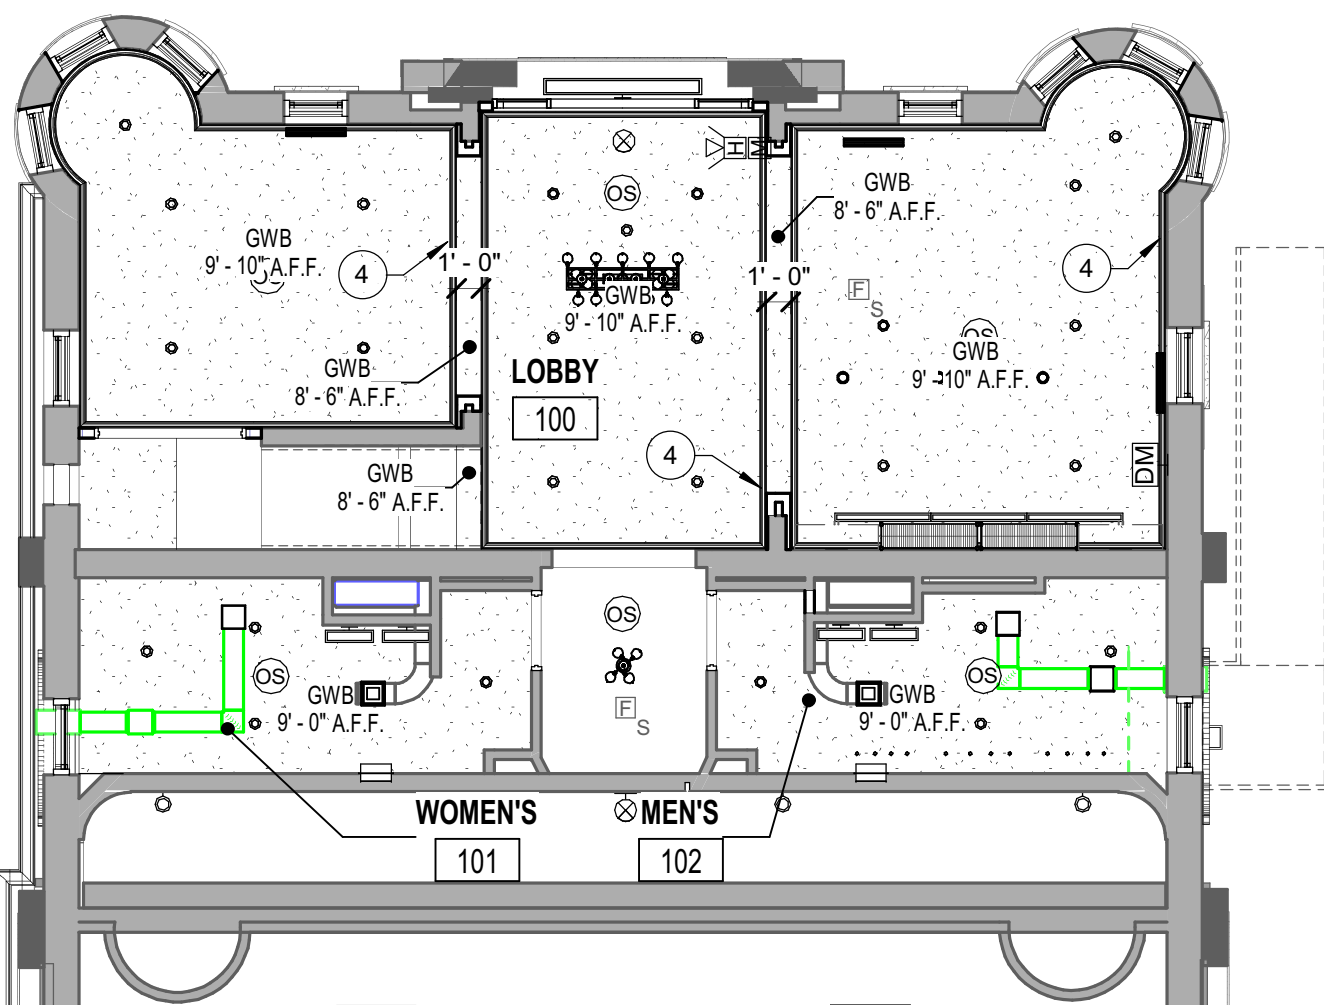 H
M
OS
GWB
8' - 6" A.F.F.
GWB
9' - 10" A.F.F.
OS
4
1' - 0"
1' - 0"
4
F
S
GWB
9' - 10" A.F.F.
OS
GWB
9' - 10" A.F.F.
GWB
8' - 6" A.F.F.
LOBBY
100
4
GWB
8' - 6" A.F.F.
DM
OS
OS
OS
GWB
9' - 0" A.F.F.
GWB
9' - 0" A.F.F.
F
S
WOMEN'S
101
MEN'S
102